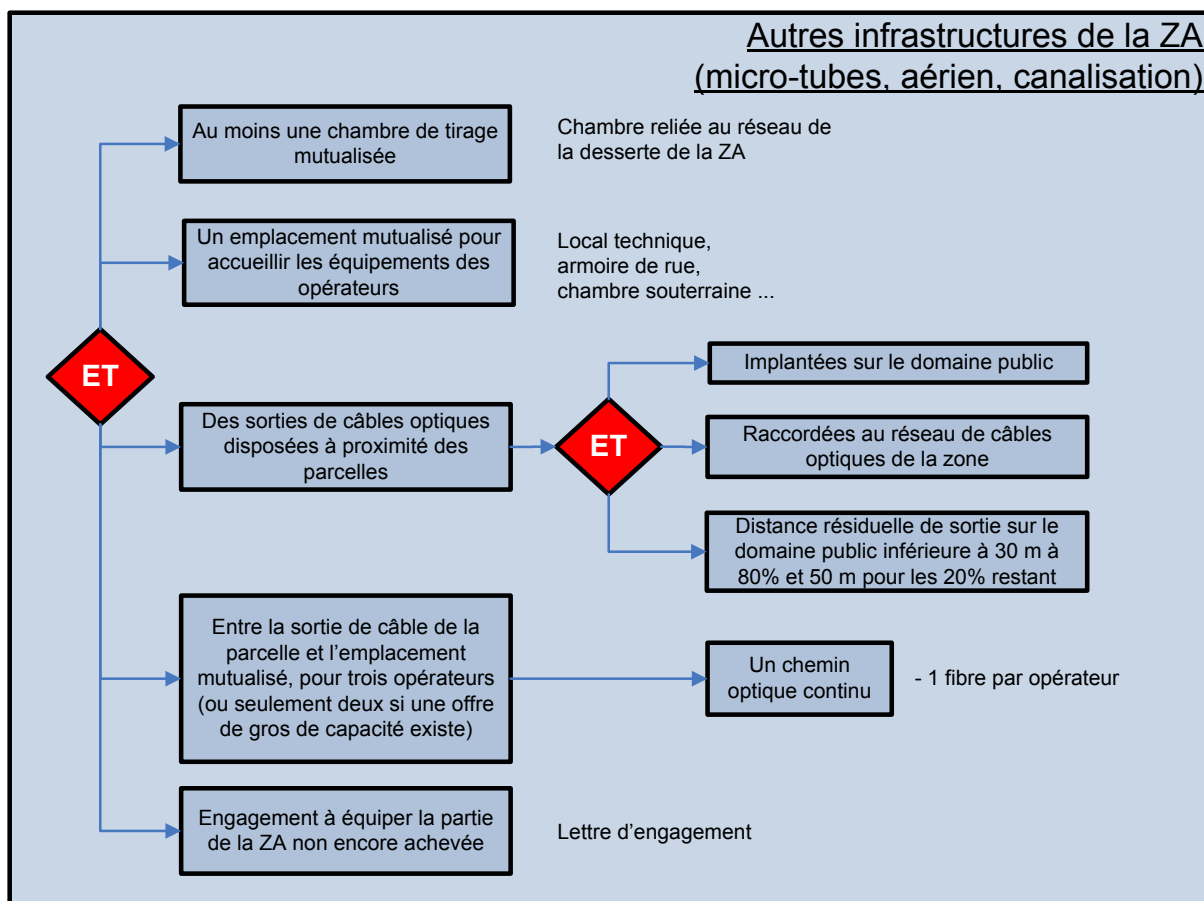 Autres infrastructures de la ZA
(micro-tubes, aérien, canalisation)
Au moins une chambre de tirage
mutualisée
Chambre reliée au réseau de
la desserte de la ZA
Un emplacement mutualisé pour
accueillir les équipements des
opérateurs
Local technique,
armoire de rue,
chambre souterraine ...
ET
Des sorties de câbles optiques
disposées à proximité des
parcelles
ET
Implantées sur le domaine public
Raccordées au réseau de câbles
optiques de la zone
Distance résiduelle de sortie sur le
domaine public inférieure à 30 m à
80% et 50 m pour les 20% restant
Entre la sortie de câble de la
parcelle et l’emplacement
mutualisé, pour trois opérateurs
(ou seulement deux si une offre
de gros de capacité existe)
Un chemin
optique continu
- 1 fibre par opérateur
Engagement à équiper la partie
de la ZA non encore achevée
Lettre d’engagement